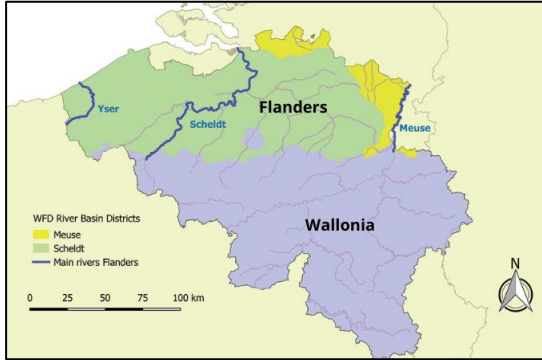 Flanders
Yser
Scheldt
Meuse
Wallonia
WFD River Basin Districts
Meuse
Scheldt
Main rivers Flanders
0 25 50 75 100 km
N